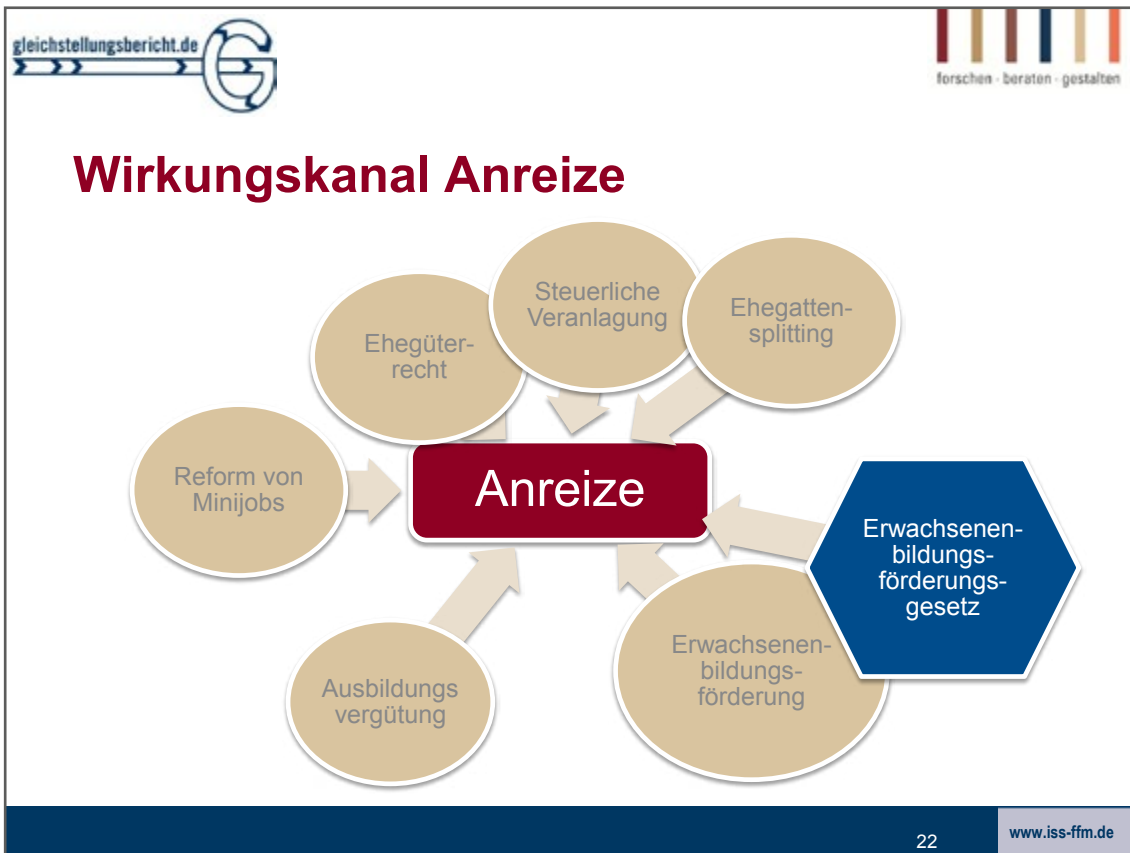 gleichstellungsbericht.de
G
forschen - beraten - gestalten
Wirkungskanal Anreize
Steuerliche
Veranlagung
Ehegatten-
splitting
Ehegüter-
recht
Reform von
Minijobs
Anreize
Erwachsenen-
bildungs-
förderungs-
gesetz
Erwachsenen-
bildungs-
förderung
Ausbildungs
vergütung
22
www.iss-ffm.de